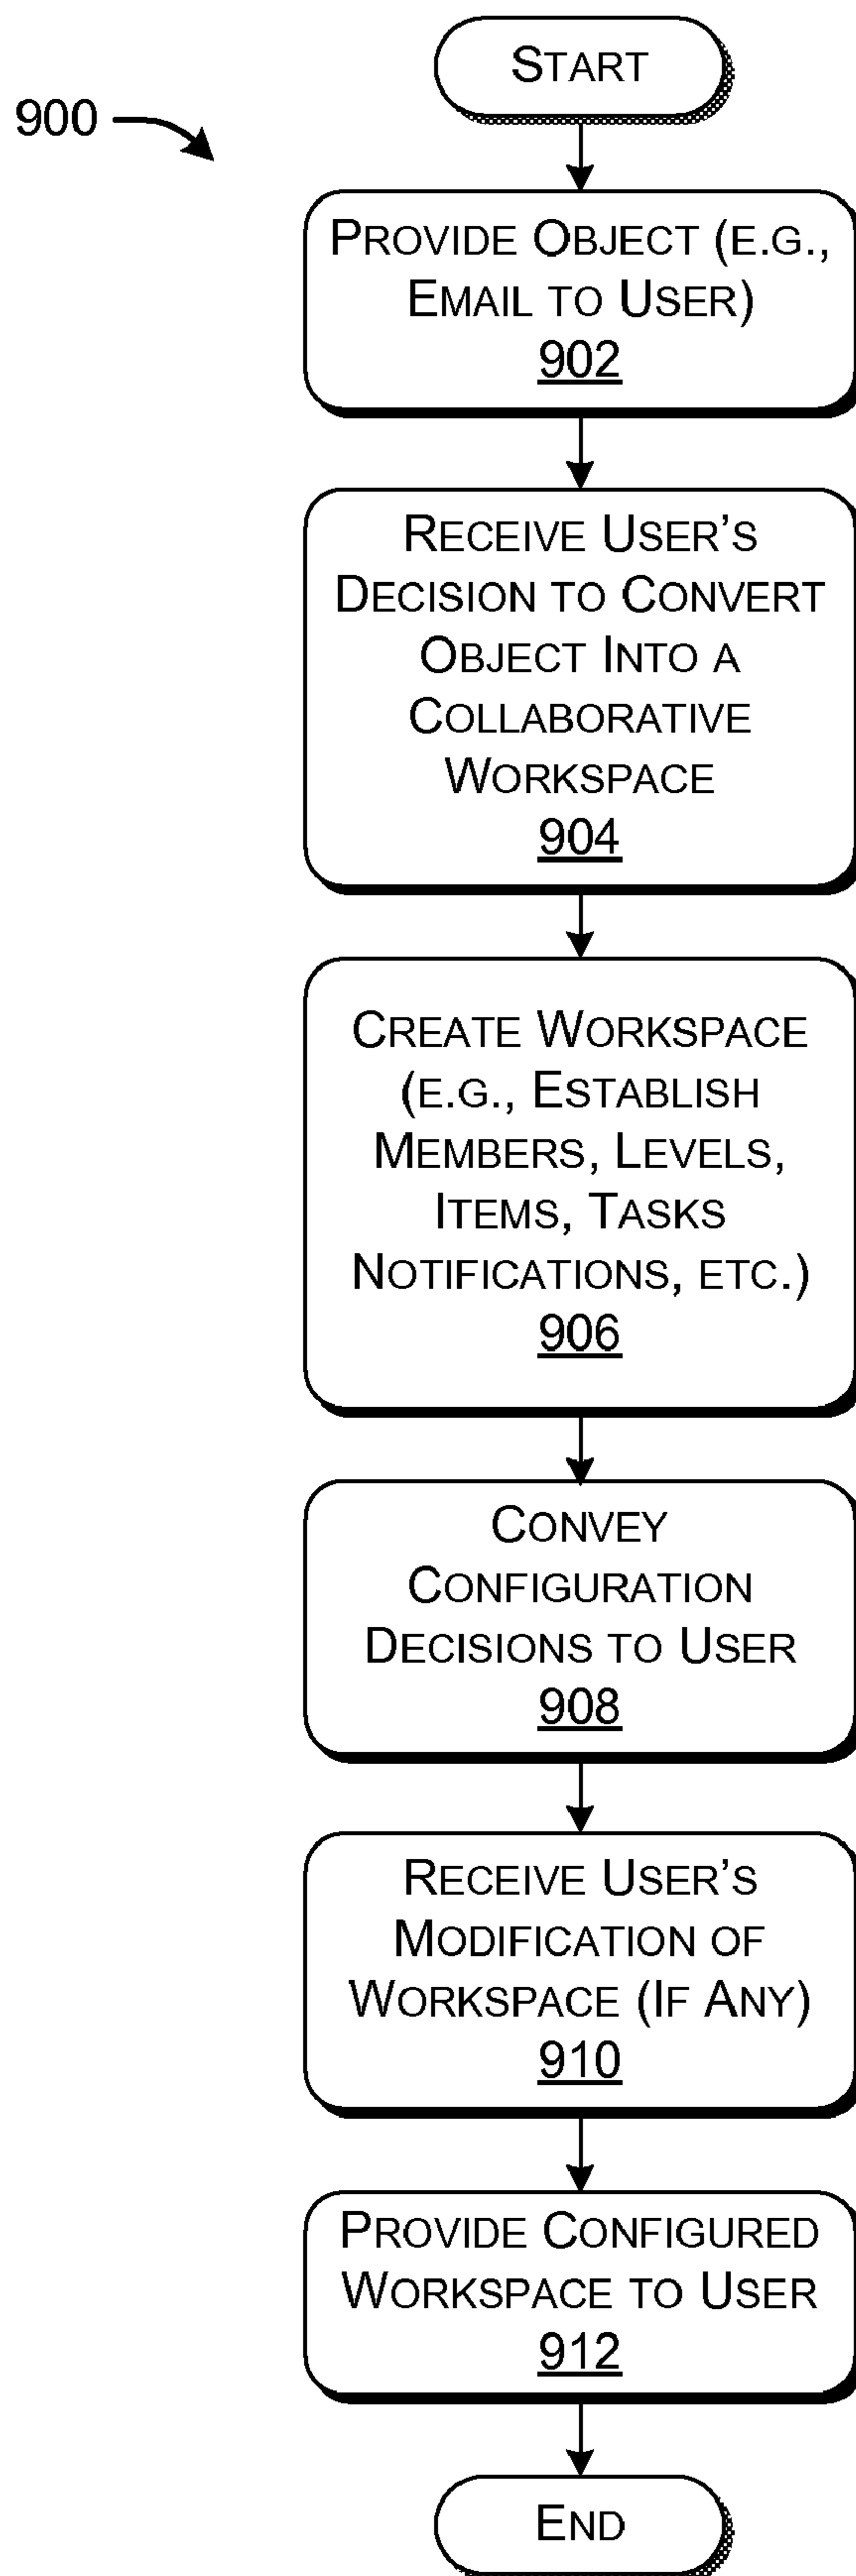 START
900
PROVIDE OBJECT (E.G.,
EMAIL TO USER)
902
RECEIVE USER'S
DECISION TO CONVERT
OBJECT INTO A
COLLABORATIVE
WORKSPACE
904
CREATE WORKSPACE
(E.G., ESTABLISH
MEMBERS, LEVELS,
ITEMS, TASKS
NOTIFICATIONS, ETC.)
906
CONVEY
CONFIGURATION
DECISIONS TO USER
908
RECEIVE USER'S
MODIFICATION OF
WORKSPACE (IF ANY)
910
PROVIDE CONFIGURED
WORKSPACE TO USER
912
END